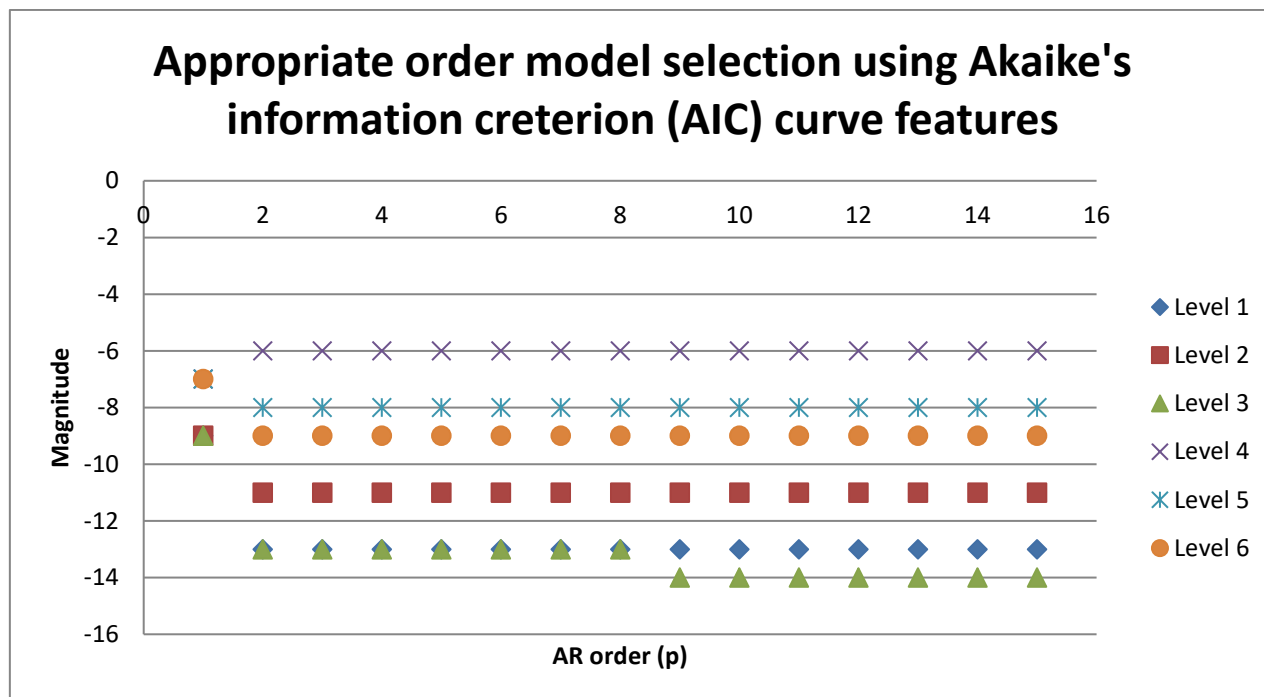 Appropriate order model selection using Akaike's
information creterion (AIC) curve features
0
0 2 4 6 8 10 12 14 16
-2
-4
-6
-8
-10
-12
-14
-16
Magnitude
AR order (p)
Level 1
Level 2
Level 3
Level 4
Level 5
Level 6